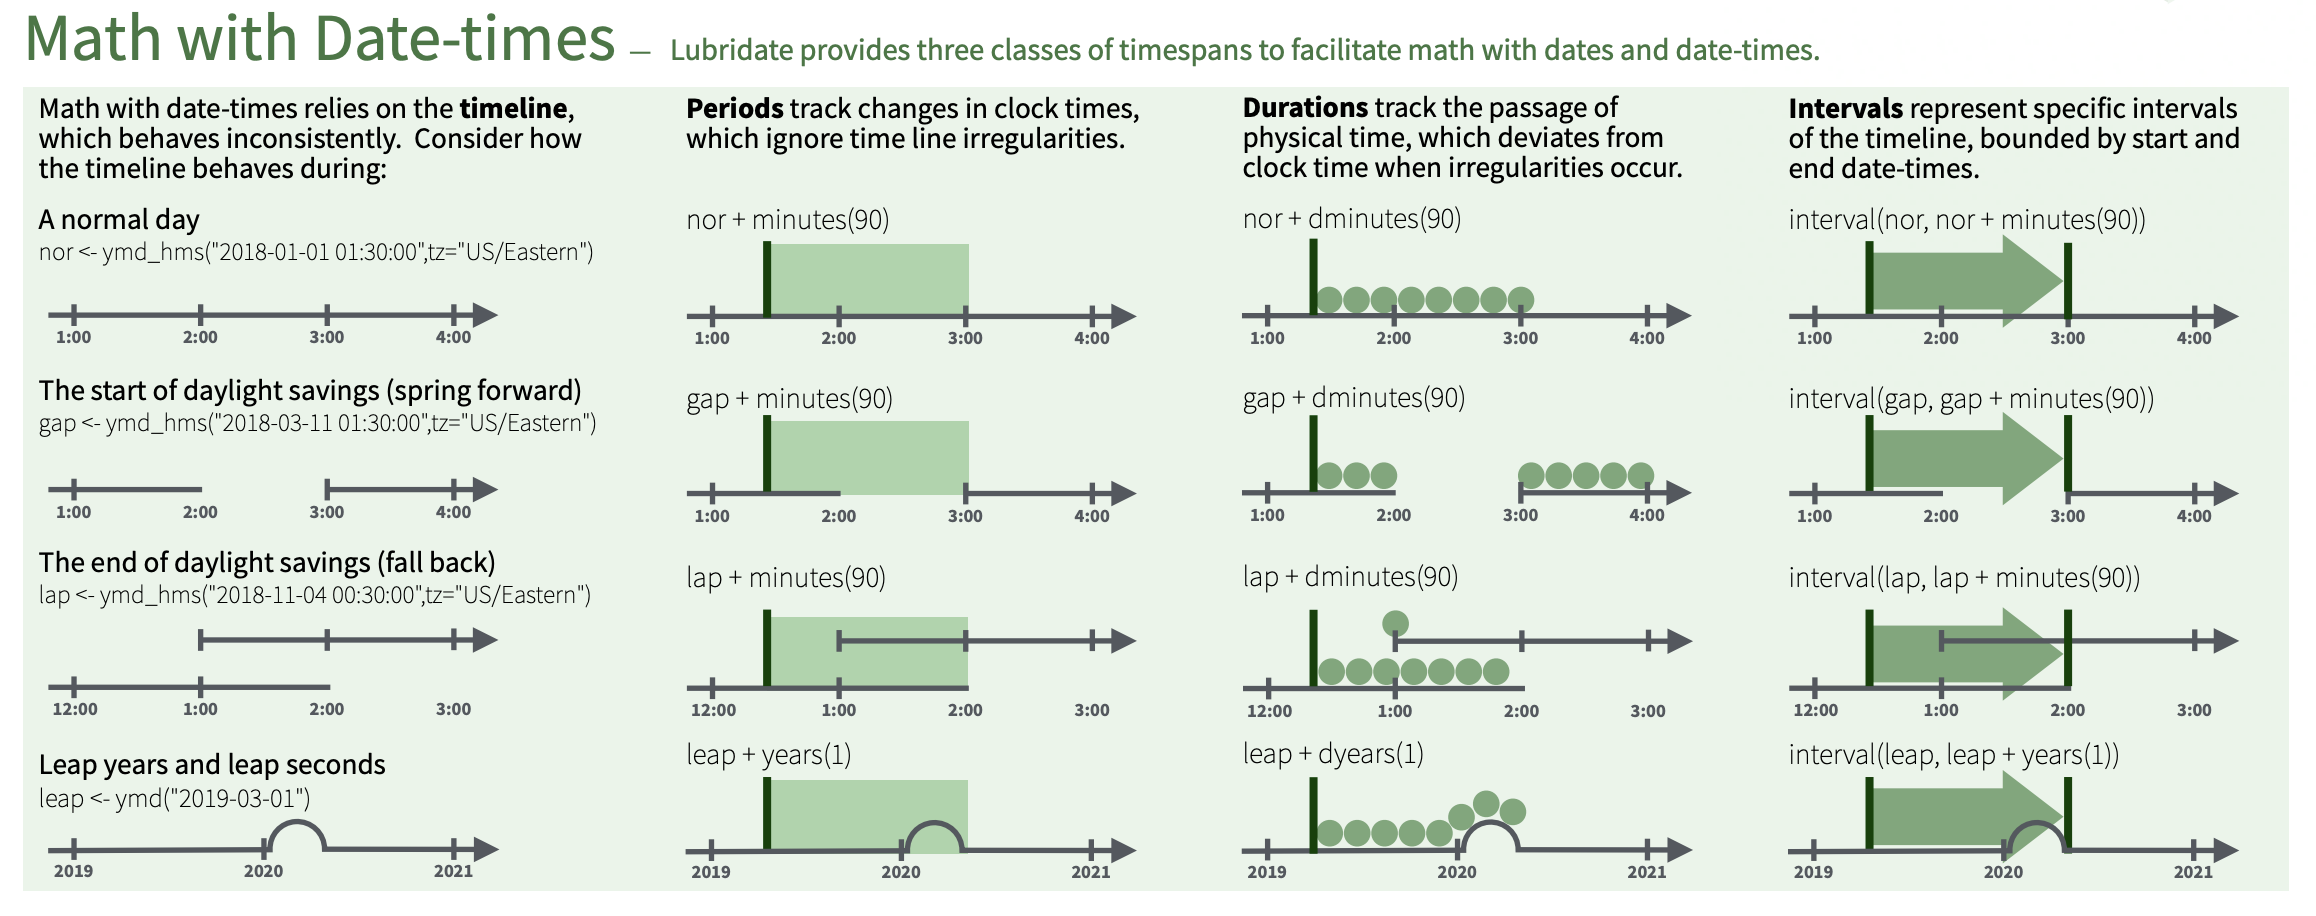 Math with Date-times – Lubridate provides three classes of timespans to facilitate math with dates and date-times.
Math with date-times relies on the timeline,
which behaves inconsistently. Consider how
the timeline behaves during:
A normal day
nor <- ymd_hms("2018-01-01 01:30:00",tz="US/Eastern")
1:00 2:00 3:00 4:00
The start of daylight savings (spring forward)
gap <- ymd_hms("2018-03-11 01:30:00",tz="US/Eastern")
1:00 2:00 3:00 4:00
The end of daylight savings (fall back)
lap <- ymd_hms("2018-11-04 00:30:00",tz="US/Eastern")
12:00 1:00 2:00 3:00
Leap years and leap seconds
leap <- ymd("2019-03-01")
2019 2020 2021
Periods track changes in clock times,
which ignore time line irregularities.
nor + minutes(90)
1:00 2:00 3:00 4:00
gap + minutes(90)
1:00 2:00 3:00 4:00
lap + minutes(90)
12:00 1:00 2:00 3:00
leap + years(1)
2019 2020 2021
Durations track the passage of
physical time, which deviates from
clock time when irregularities occur.
nor + dminutes(90)
1:00 2:00 3:00 4:00
gap + dminutes(90)
1:00 2:00 3:00 4:00
lap + dminutes(90)
12:00 1:00 2:00 3:00
leap + dyears(1)
2019 2020 2021
Intervals represent specific intervals
of the timeline, bounded by start and
end date-times.
interval(nor, nor + minutes(90))
1:00 2:00 3:00 4:00
interval(gap, gap + minutes(90))
1:00 2:00 3:00 4:00
interval(lap, lap + minutes(90))
12:00 1:00 2:00 3:00
interval(leap, leap + years(1))
2019 2020 2021